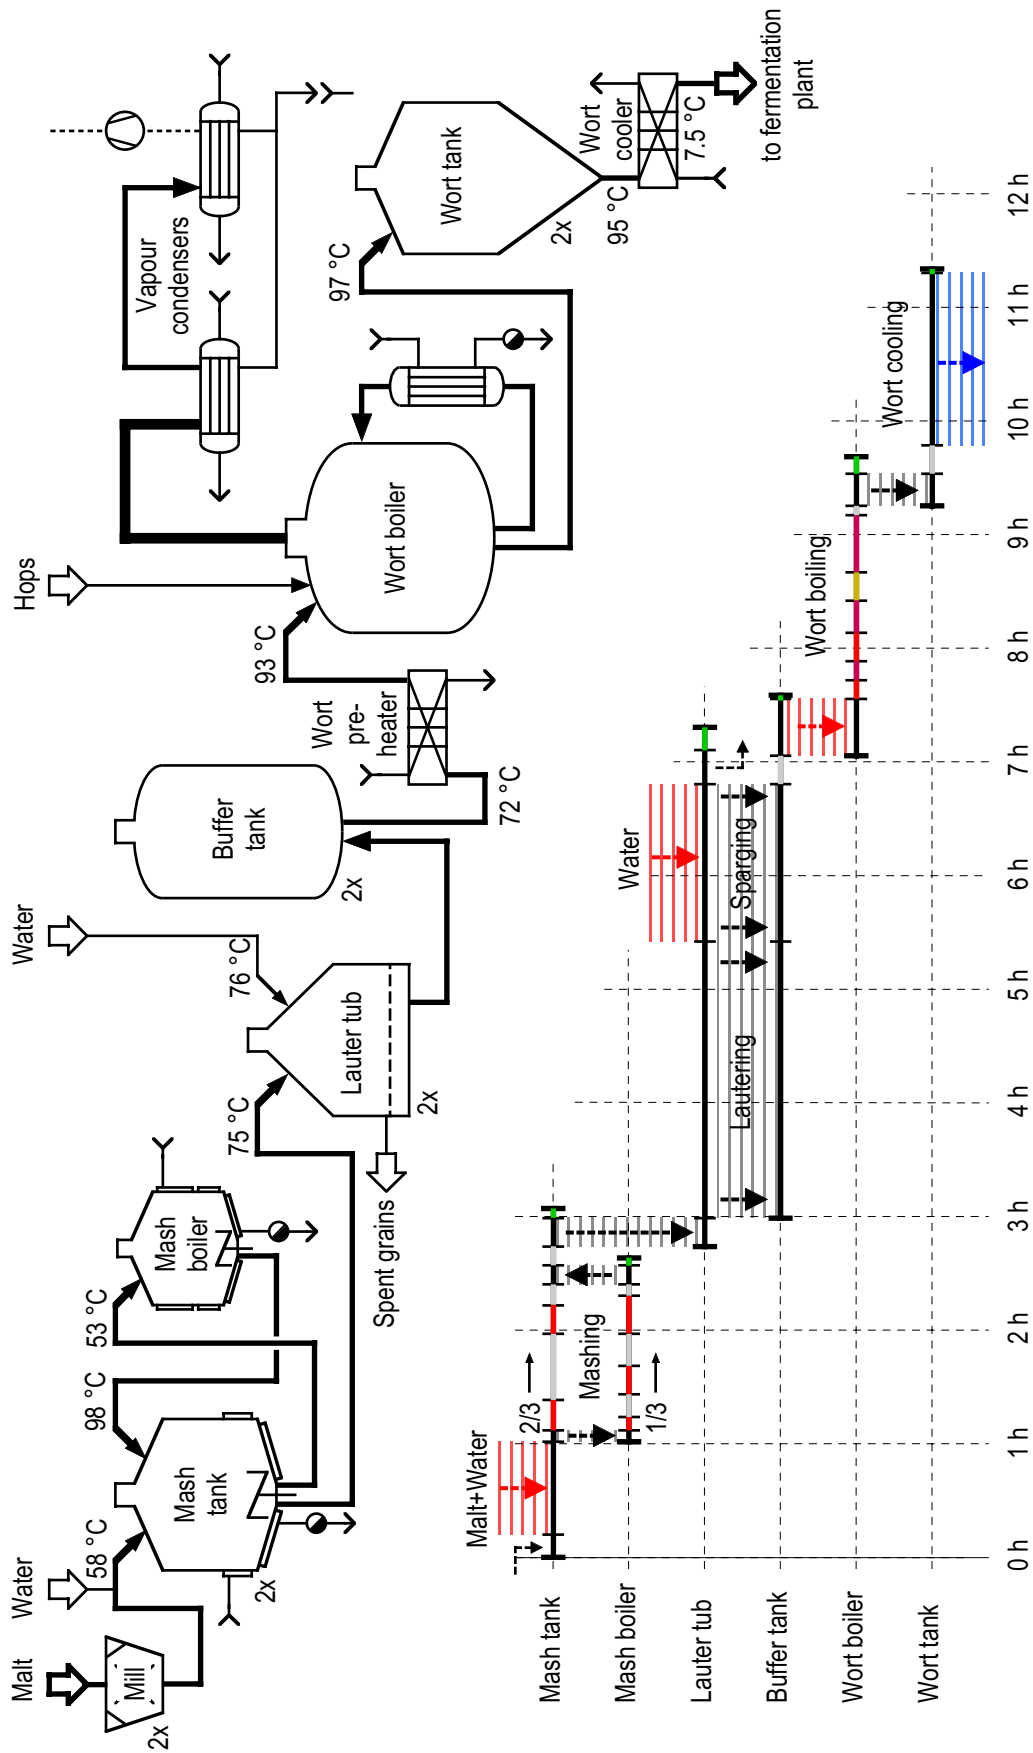 Malt
Water
Water
Hops
Mill
2x
58 °C
98 °C
Mash
tank
2x
53 °C
Mash
boiler
75 °C
76 °C
Lauter tub
2x
Spent grains
Buffer
tank
2x
72 °C
Wort
pre-
heater
93 °C
Wort boiler
Vapour
condensers
97 °C
Wort tank
2x
95 °C
Wort
cooler
7.5 °C
to fermentation
plant
Malt+Water
2/3
Mashing
1/3
Water
Lautering
Sparging
Wort boiling
Wort cooling
Mash tank
Mash boiler
Lauter tub
Buffer tank
Wort boiler
Wort tank
0 h
1 h
2 h
3 h
4 h
5 h
6 h
7 h
8 h
9 h
10 h
11 h
12 h